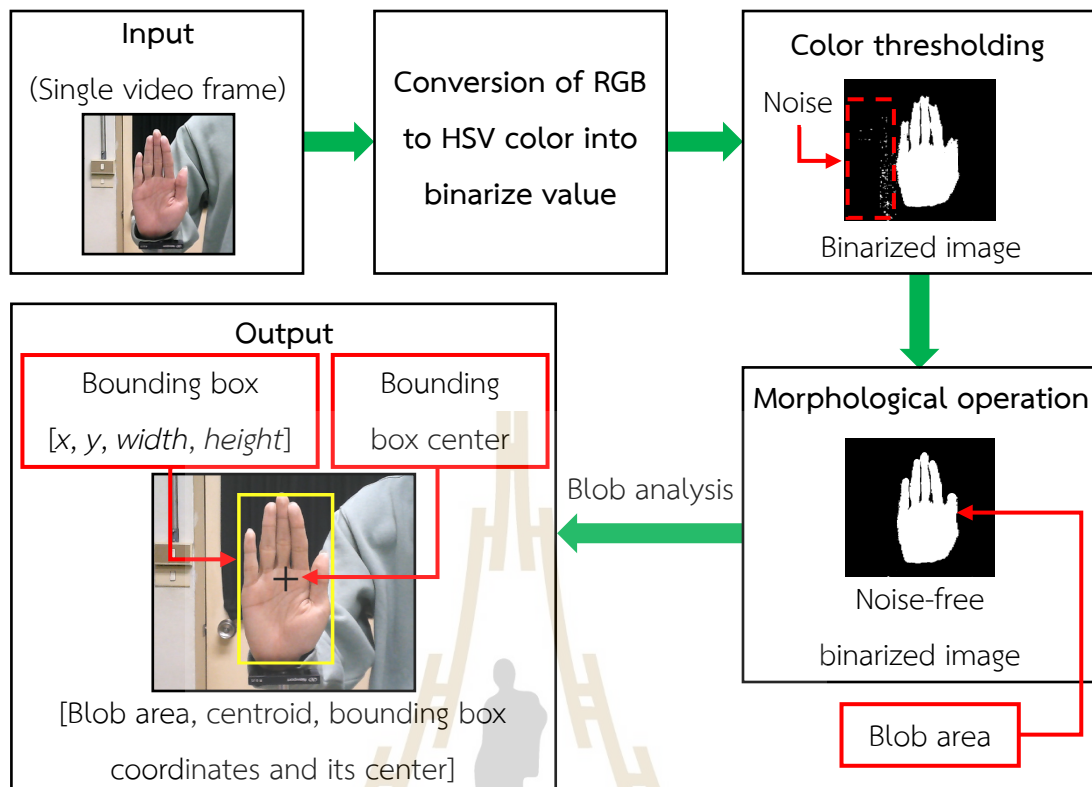 Input
(Single video frame)
Conversion of RGB
to HSV color into
binarize value
Color thresholding
Noise
Binarized image
Morphological operation
Noise-free
binarized image
Blob area
Blob analysis
Output
Bounding box
[x, y, width, height]
Bounding
box center
[Blob area, centroid, bounding box
coordinates and its center]